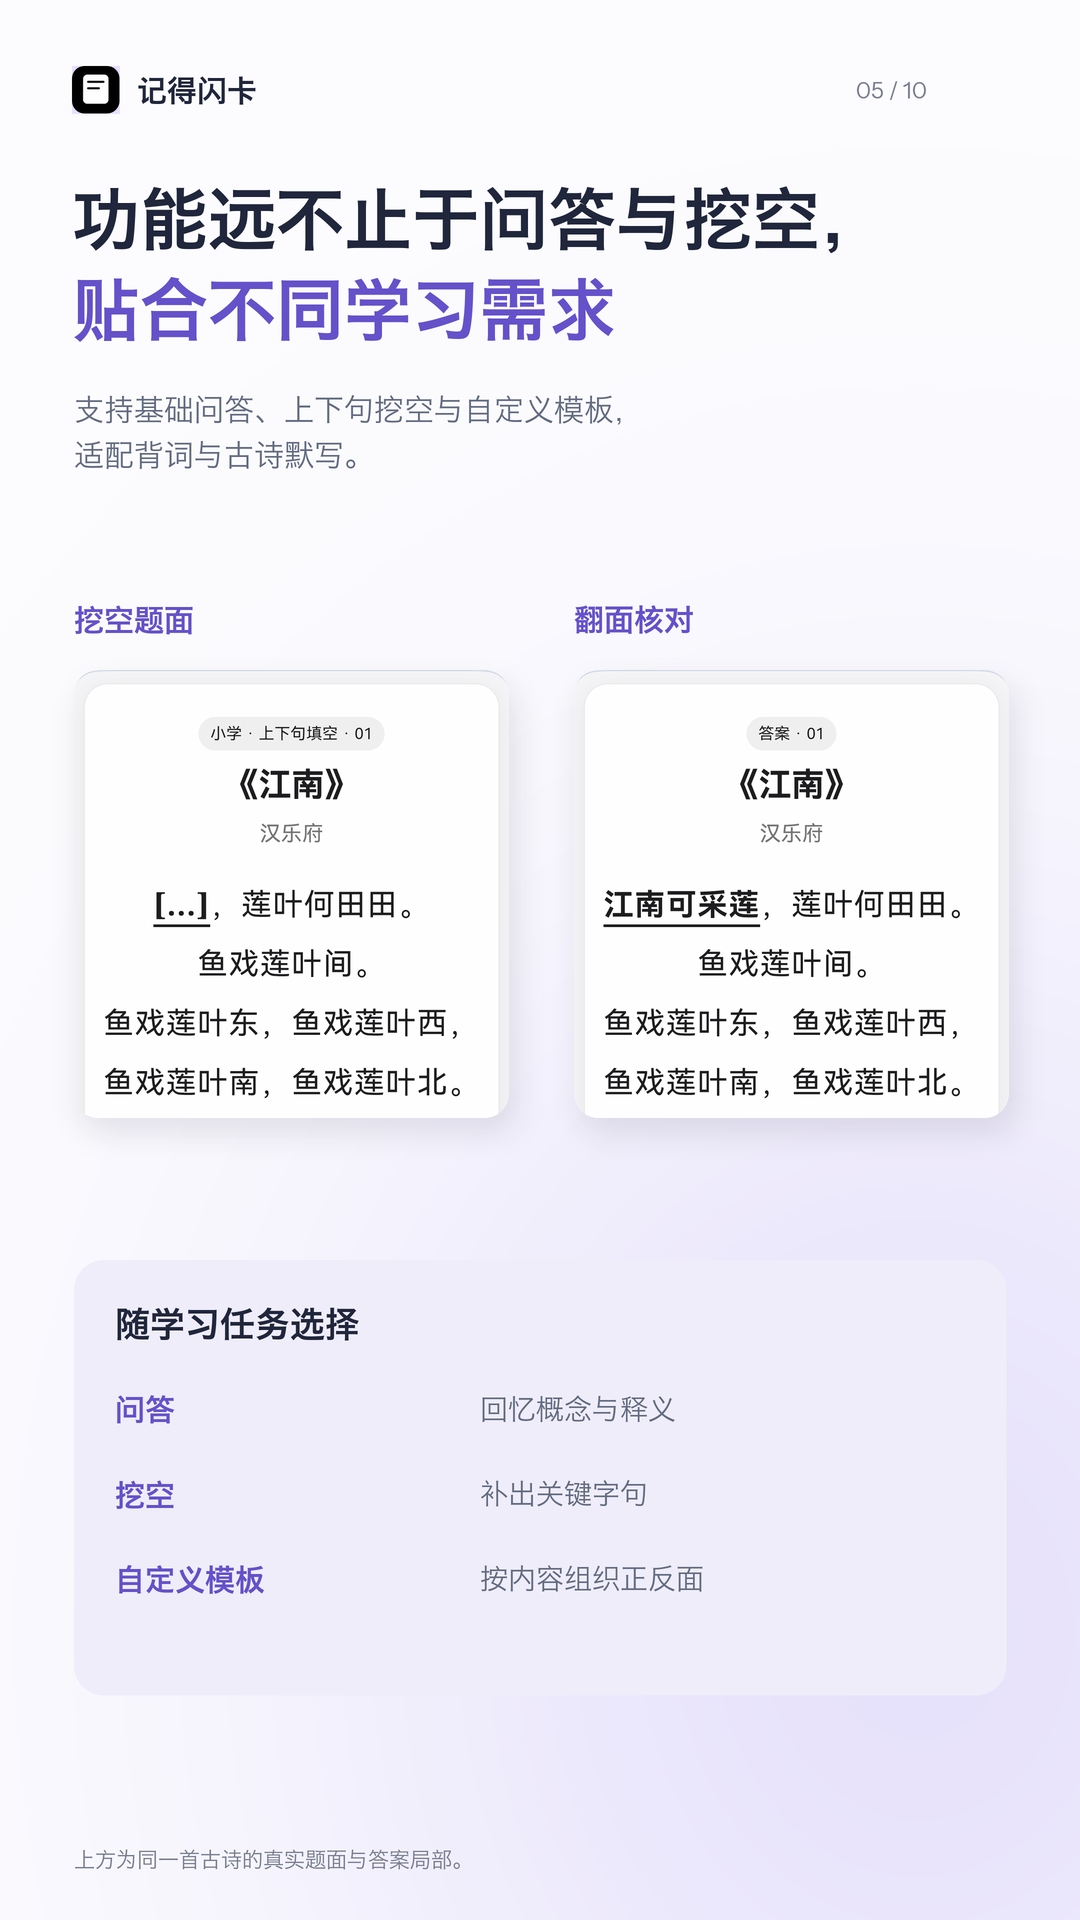 记得闪卡
05 / 10
功能远不止于问答与挖空，
贴合不同学习需求
支持基础问答、上下句挖空与自定义模板，
适配背词与古诗默写。
挖空题面
小学 · 上下句填空 · 01
《江南》
汉乐府
[...]，莲叶何田田。
鱼戏莲叶间。
鱼戏莲叶东，鱼戏莲叶西，
鱼戏莲叶南，鱼戏莲叶北。
翻面核对
答案 · 01
《江南》
汉乐府
江南可采莲，莲叶何田田。
鱼戏莲叶间。
鱼戏莲叶东，鱼戏莲叶西，
鱼戏莲叶南，鱼戏莲叶北。
随学习任务选择
问答 回忆概念与释义
挖空 补出关键字句
自定义模板 按内容组织正反面
上方为同一首古诗的真实题面与答案局部。